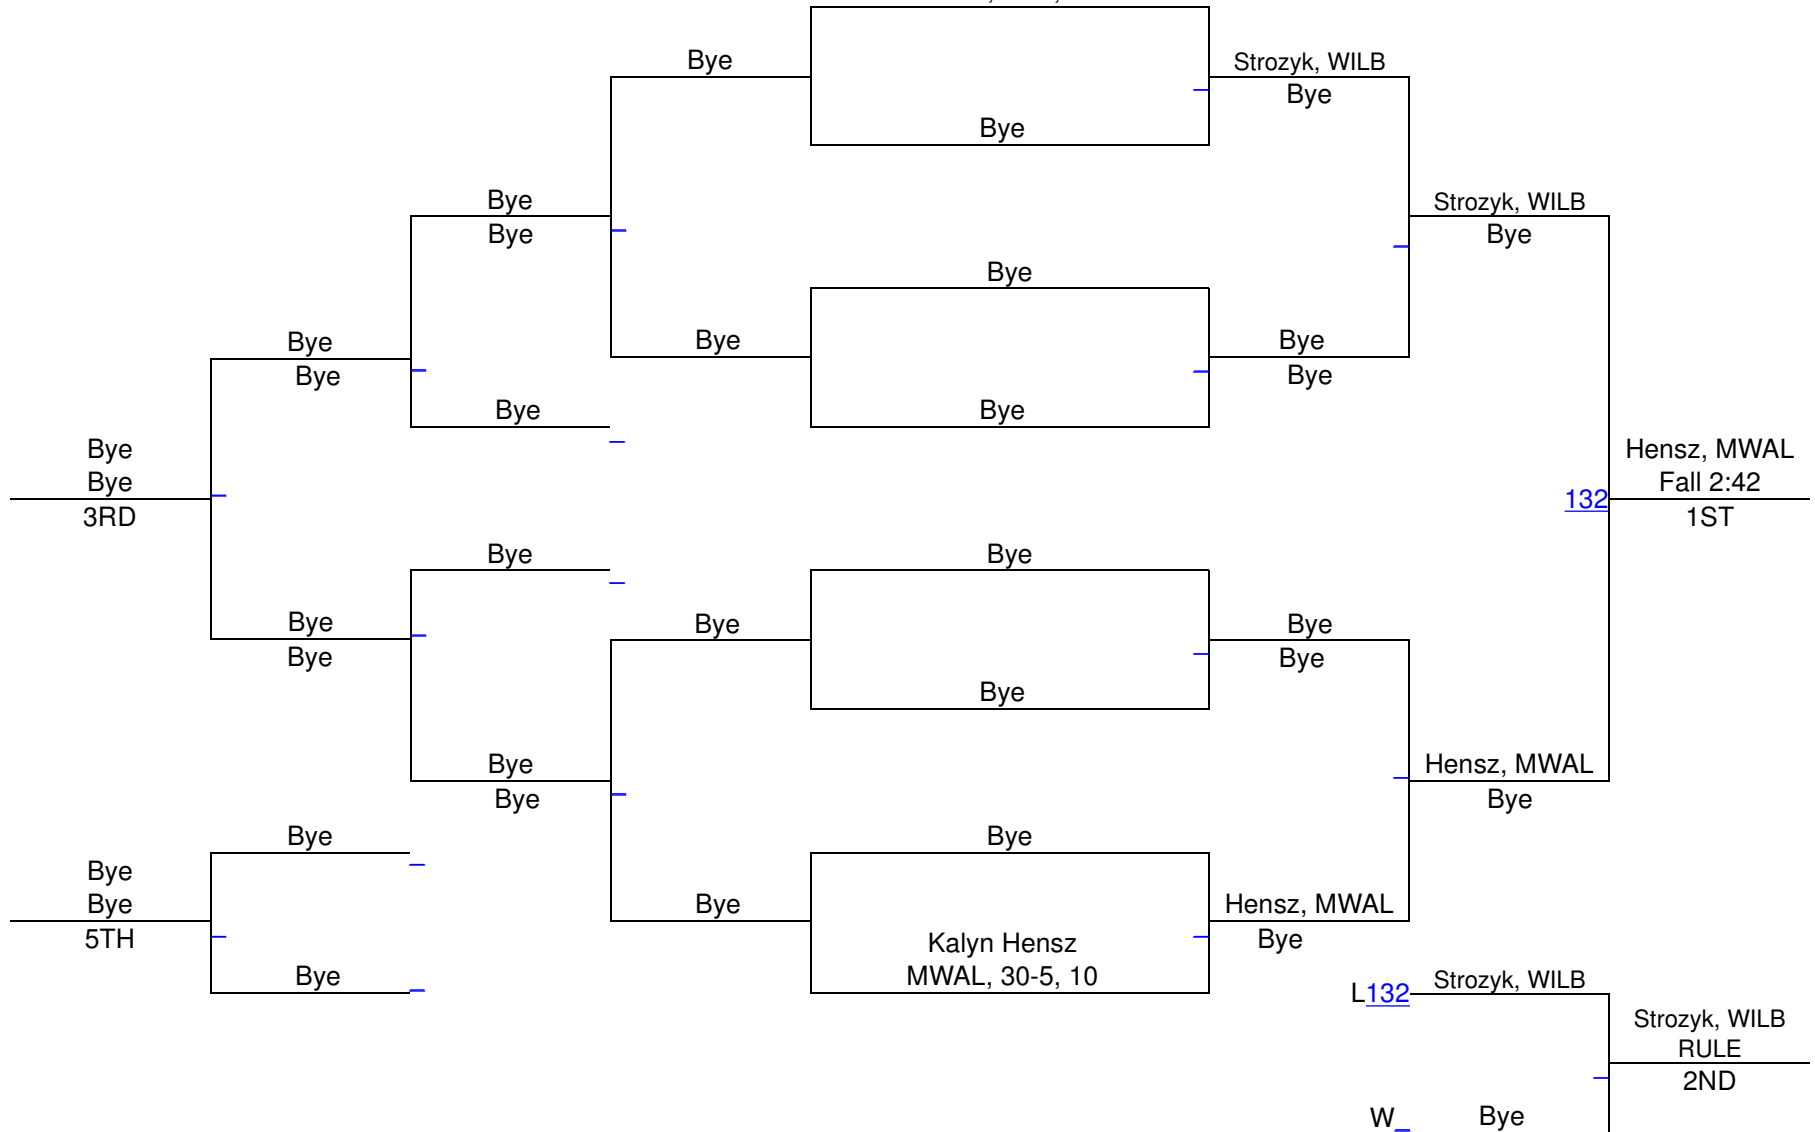 Bye
Strozyk, WILB
Bye
Bye
Bye
Strozyk, WILB
Bye
Bye
Bye
Bye
Bye
Bye
Bye
Bye
Bye
Bye
Bye
Bye
Bye
3RD
Hensz, MWAL
Fall 2:42
132
1ST
Bye
Bye
Bye
Bye
Bye
Bye
Bye
Bye
Bye
Hensz, MWAL
Bye
Bye
Bye
Bye
Bye
Bye
5TH
Bye
Bye
Kalyn Hensz
MWAL, 30-5, 10
Hensz, MWAL
Bye
L132
Strozyk, WILB
Strozyk, WILB
RULE
2ND
W
Bye